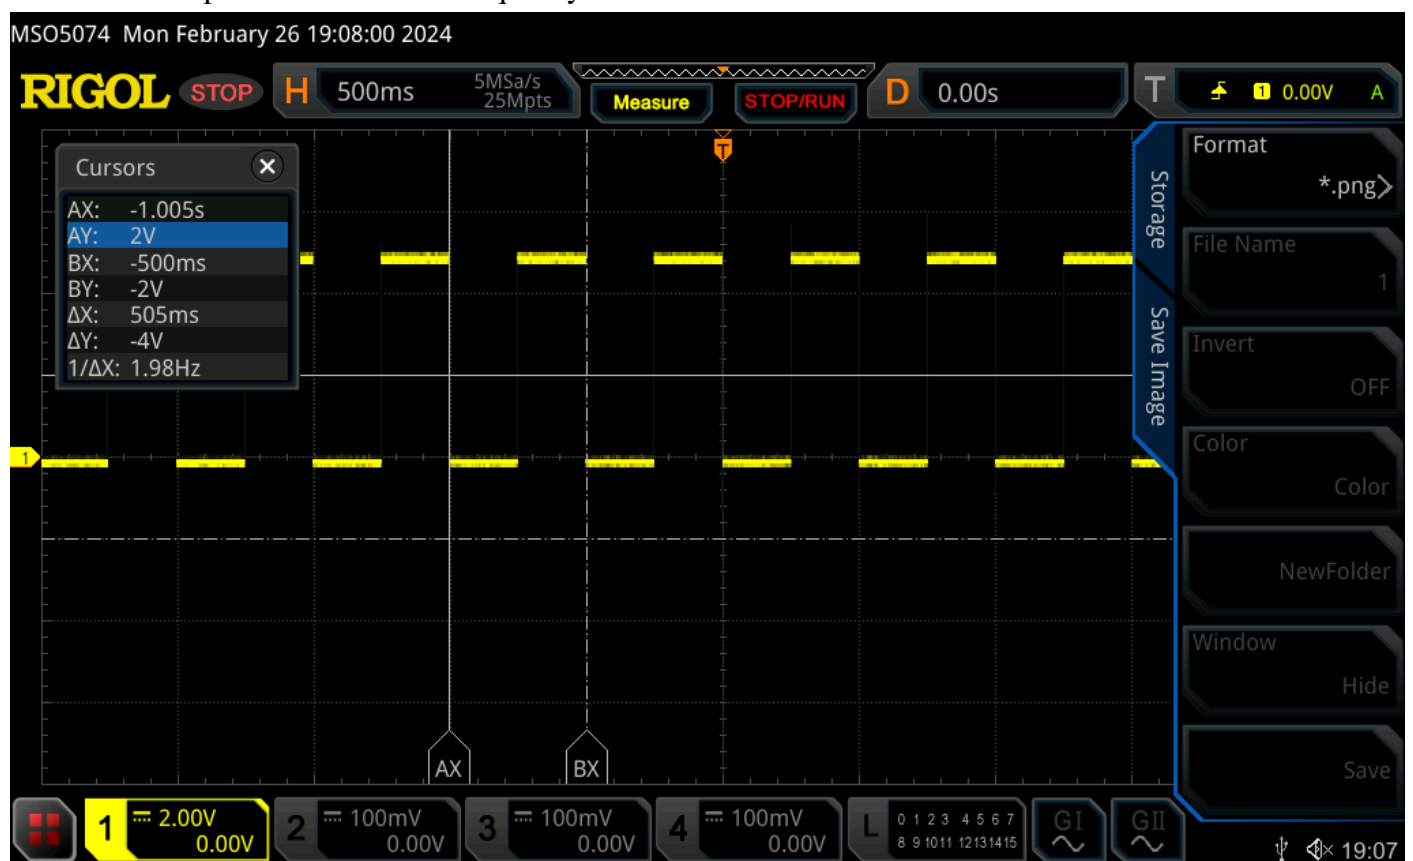 MSO5074 Mon February 26 19:08:00 2024
RIGOL STOP H 500ms 5MSa/s 25Mpts Measure STOP/RUN D 0.00s T 1 0.00V A
T
Cursors
AX: -1.005s
AY: 2V
BX: -500ms
BY: -2V
ΔX: 505ms
ΔY: -4V
1/ΔX: 1.98Hz
1
AX BX
Storage
Save Image
Format
*.png>
File Name
1
Invert
OFF
Color
Color
NewFolder
Window
Hide
Save
1 2.00V 0.00V
2 100mV 0.00V
3 100mV 0.00V
4 100mV 0.00V
L 0 1 2 3 4 5 6 7
8 9 10 11 12 13 14 15
GI GII
19:07